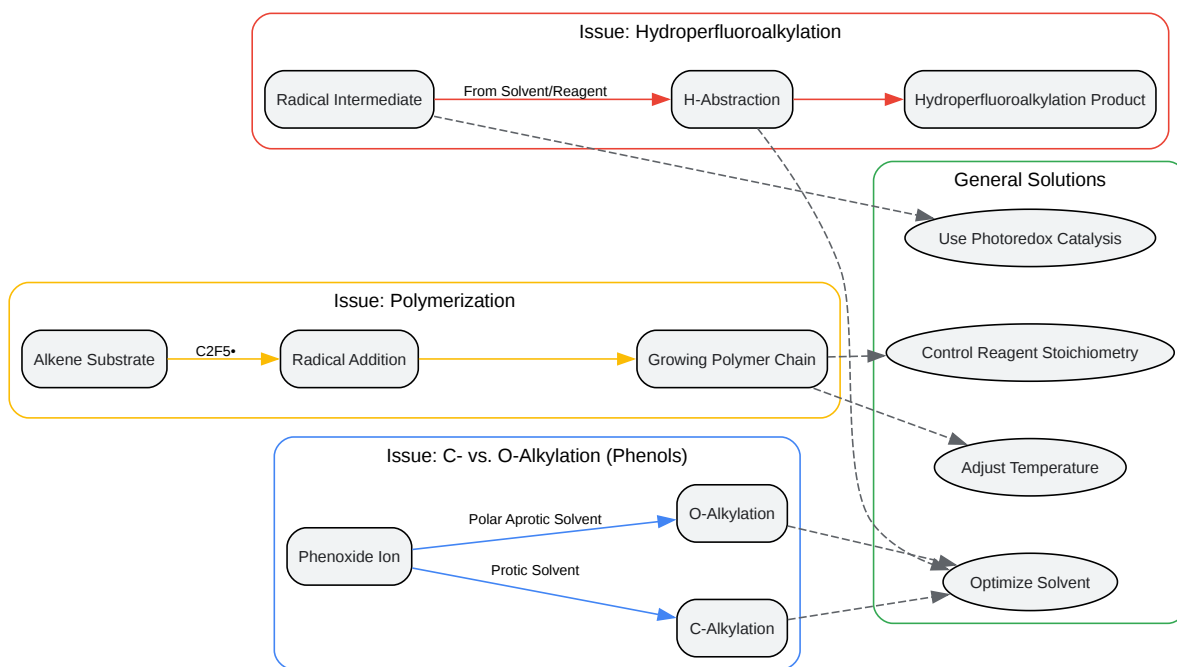 Issue: Hydroperfluoroalkylation
Radical Intermediate
From Solvent/Reagent
H-Abstraction
Hydroperfluoroalkylation Product
General Solutions
Use Photoredox Catalysis
Control Reagent Stoichiometry
Adjust Temperature
Optimize Solvent
Issue: Polymerization
Alkene Substrate
C2F5•
Radical Addition
Growing Polymer Chain
Issue: C- vs. O-Alkylation (Phenols)
Phenoxide Ion
Polar Aprotic Solvent
O-Alkylation
Protic Solvent
C-Alkylation